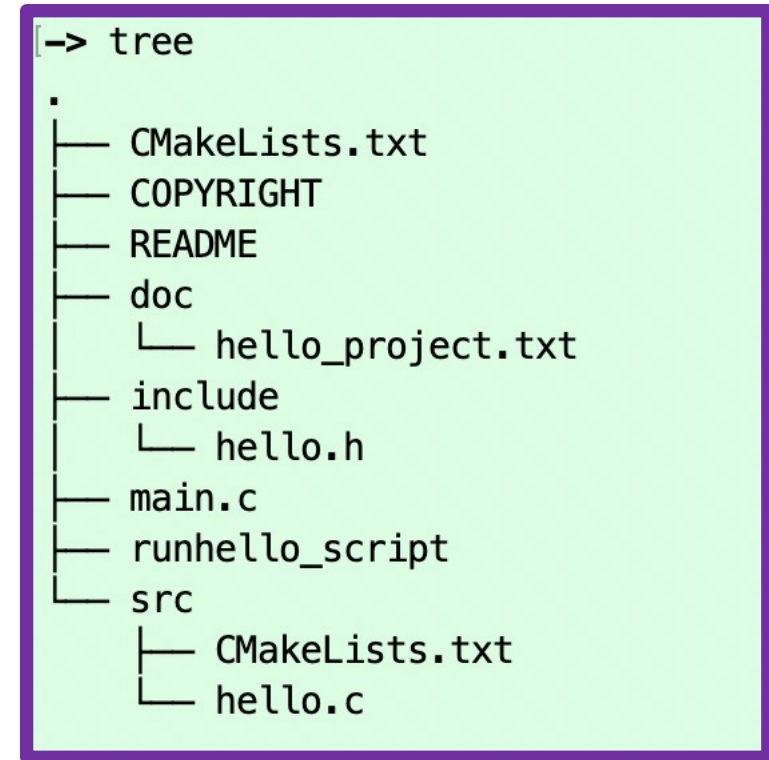 [-> tree
.
├── CMakeLists.txt
├── COPYRIGHT
├── README
├── doc
│   └── hello_project.txt
├── include
│   └── hello.h
├── main.c
├── runhello_script
└── src
    ├── CMakeLists.txt
    └── hello.c